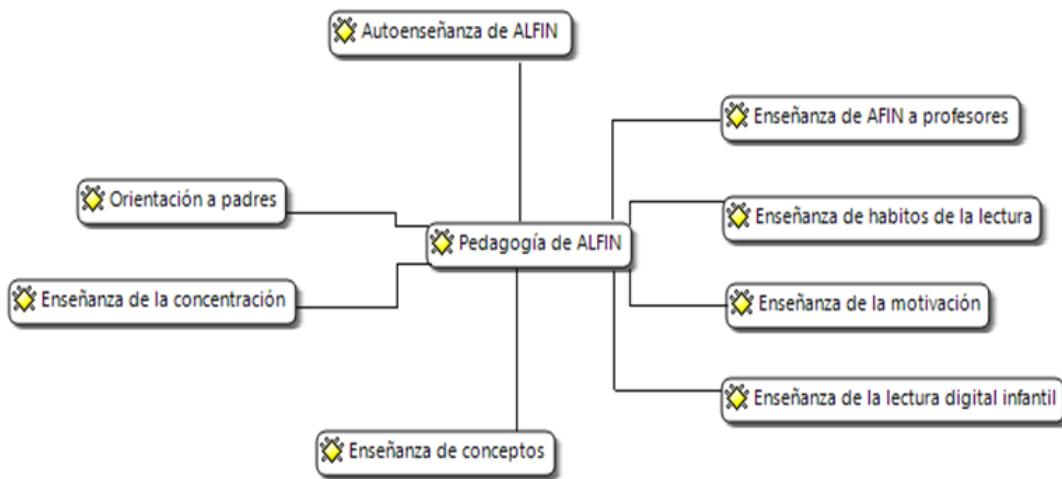 Autoenseñanza de ALFIN
Enseñanza de AFIN a profesores
Orientación a padres
Enseñanza de habitos de la lectura
Pedagogía de ALFIN
Enseñanza de la concentración
Enseñanza de la motivación
Enseñanza de la lectura digital infantil
Enseñanza de conceptos